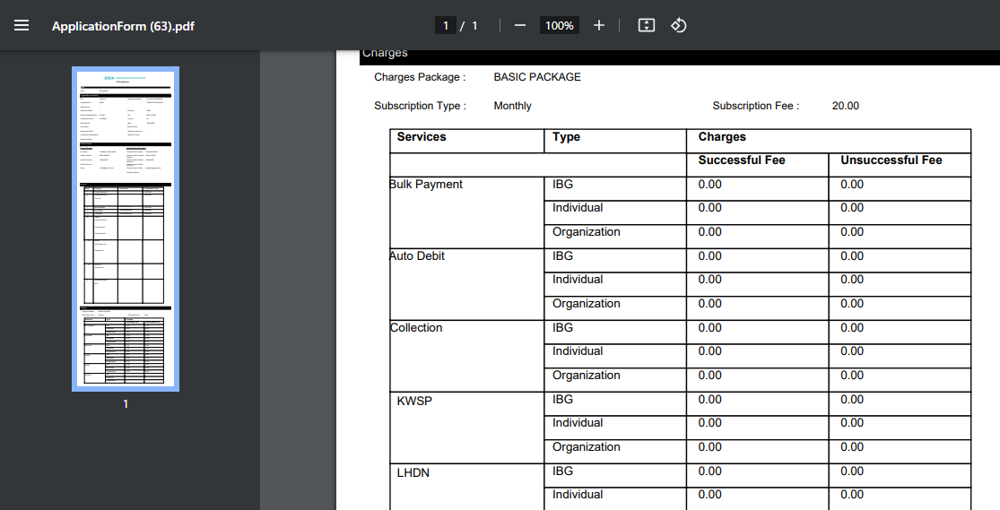 ApplicationForm (63).pdf
1 / 1
100%
1
Charges
Charges Package : BASIC PACKAGE
Subscription Type : Monthly Subscription Fee : 20.00
Services Type Charges
Successful Fee Unsuccessful Fee
Bulk Payment IBG 0.00 0.00
Individual 0.00 0.00
Organization 0.00 0.00
Auto Debit IBG 0.00 0.00
Individual 0.00 0.00
Organization 0.00 0.00
Collection IBG 0.00 0.00
Individual 0.00 0.00
Organization 0.00 0.00
KWSP IBG 0.00 0.00
Individual 0.00 0.00
Organization 0.00 0.00
LHDN IBG 0.00 0.00
Individual 0.00 0.00